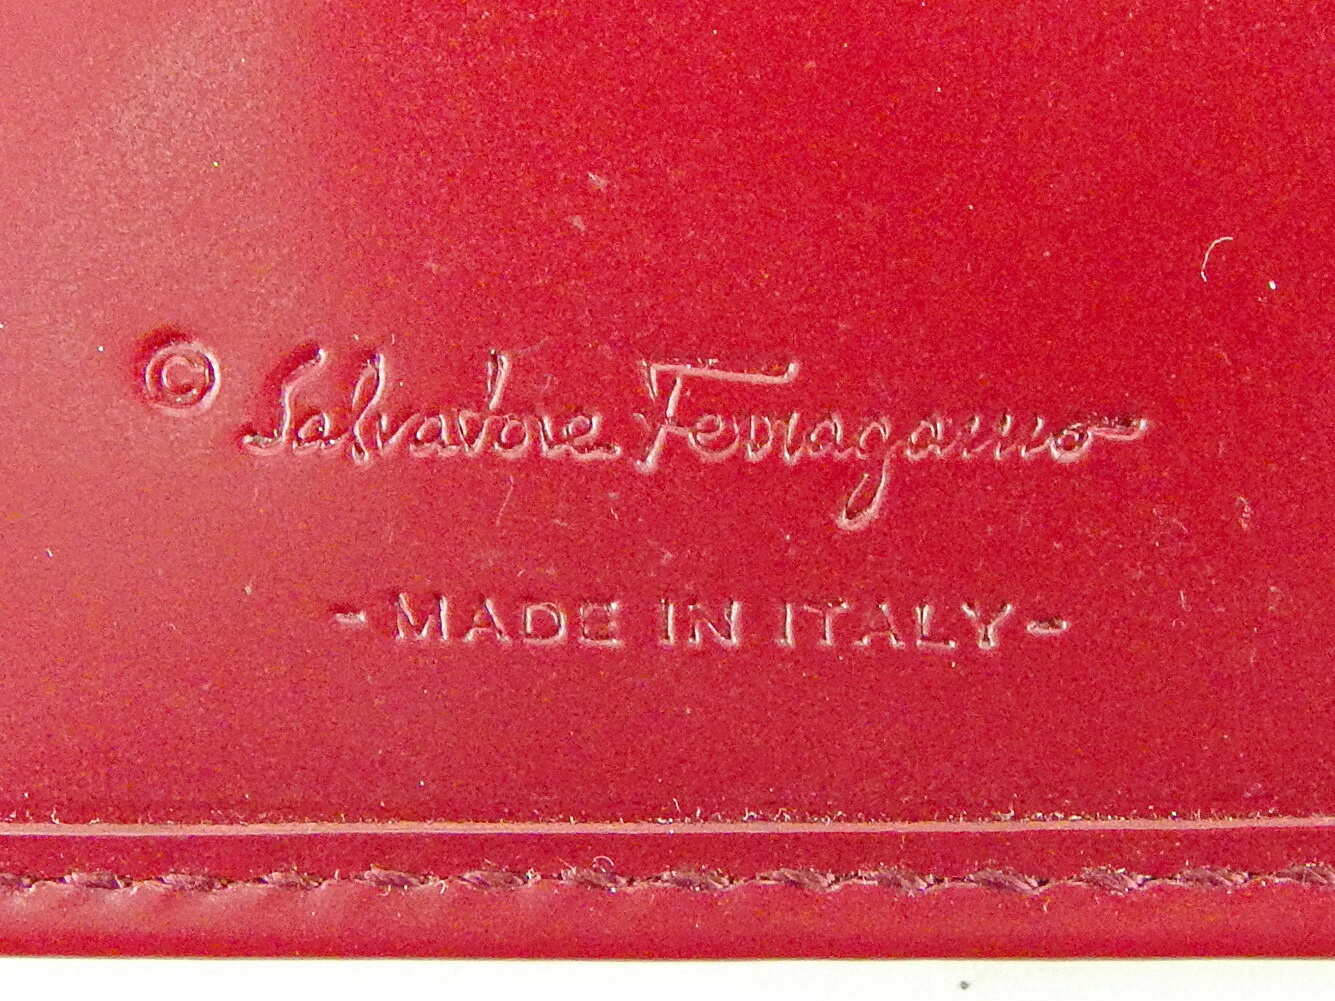 © Salvatore Ferragamo
- MADE IN ITALY -